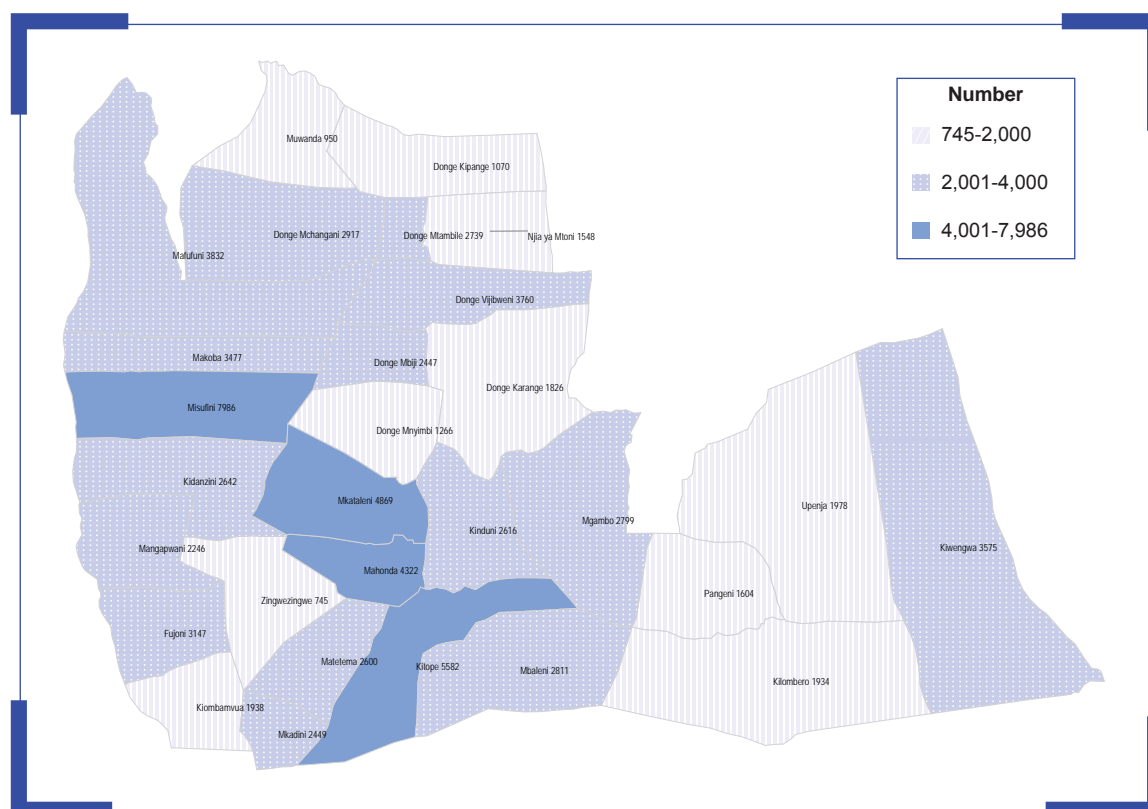 Number
745-2,000
2,001-4,000
4,001-7,986
Muwanda 950
Donge Kipange 1070
Donge Mchangani 2917
Donge Mtambile 2739
Njia ya Mtoni 1548
Mafufuni 3832
Donge Vijibweni 3760
Makoba 3477
Donge Mbiji 2447
Donge Karange 1826
Misufini 7986
Donge Mnyimbi 1266
Kidanzini 2642
Mkataleni 4869
Kinduni 2616
Mgambo 2799
Upenja 1978
Kiwengwa 3575
Mangapwani 2246
Mahonda 4322
Zingwezingwe 745
Pangeni 1604
Fujoni 3147
Matetema 2600
Kitope 5582
Mbaleni 2811
Kilombero 1934
Kiombamvua 1938
Mkadini 2449